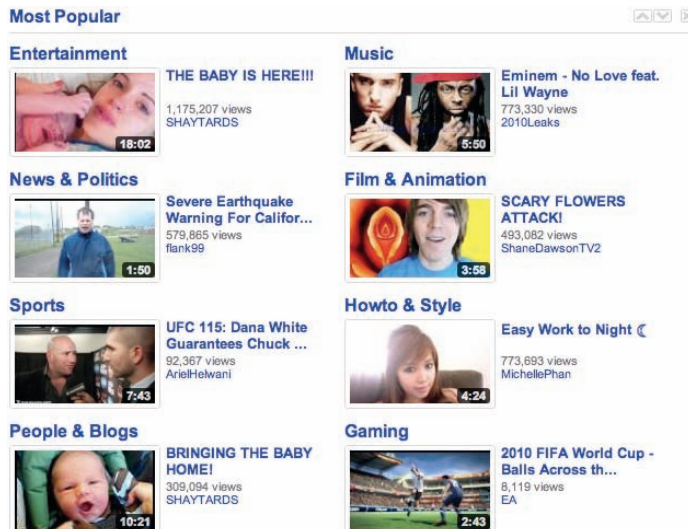 Most Popular
Entertainment
18:02
THE BABY IS HERE!!!
1,175,207 views
SHAYTARDS
Music
5:50
Eminem - No Love feat.
Lil Wayne
773,330 views
2010Leaks
News & Politics
1:50
Severe Earthquake
Warning For Califor...
579,865 views
flank99
Film & Animation
3:58
SCARY FLOWERS
ATTACK!
493,082 views
ShaneDawsonTV2
Sports
7:43
UFC 115: Dana White
Guarantees Chuck ...
92,367 views
ArielHelwani
Howto & Style
4:24
Easy Work to Night ☾
773,693 views
MichellePhan
People & Blogs
10:21
BRINGING THE BABY
HOME!
309,094 views
SHAYTARDS
Gaming
2:43
2010 FIFA World Cup -
Balls Across th...
8,119 views
EA